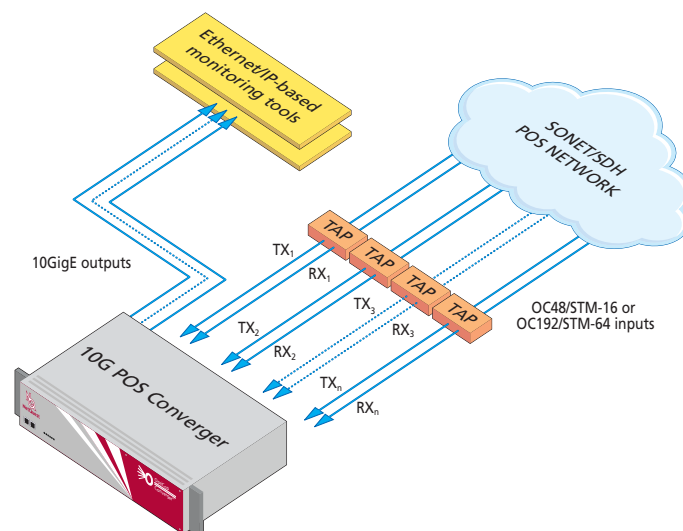 Ethernet/IP-based
monitoring tools
SONET/SDH
POS NETWORK
TAP
TAP
TAP
TAP
TX1
RX1
TX2
RX2
TX3
RX3
TXn
RXn
10GigE outputs
OC48/STM-16 or
OC192/STM-64 inputs
10G POS Converger